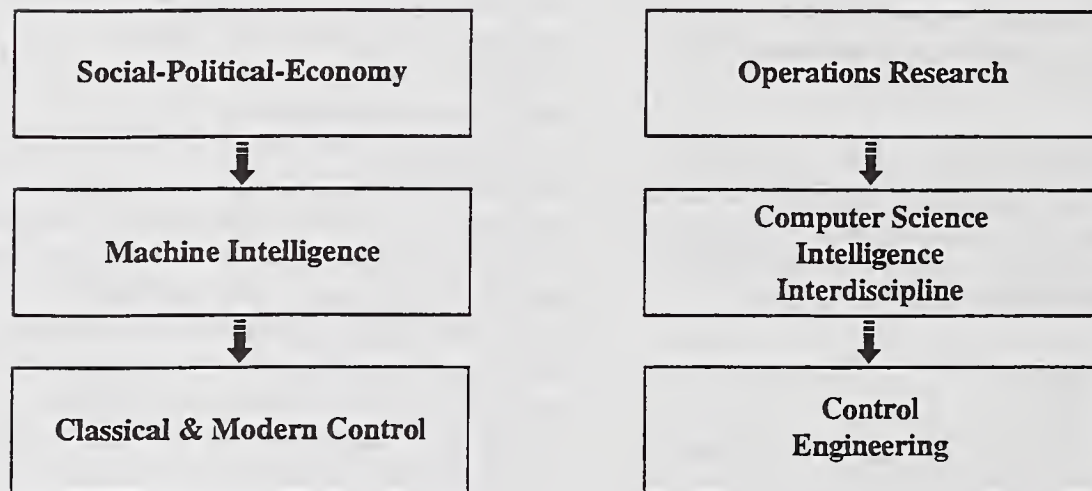 Social-Political-Economy
Machine Intelligence
Classical & Modern Control
Operations Research
Computer Science
Intelligence
Interdiscipline
Control
Engineering